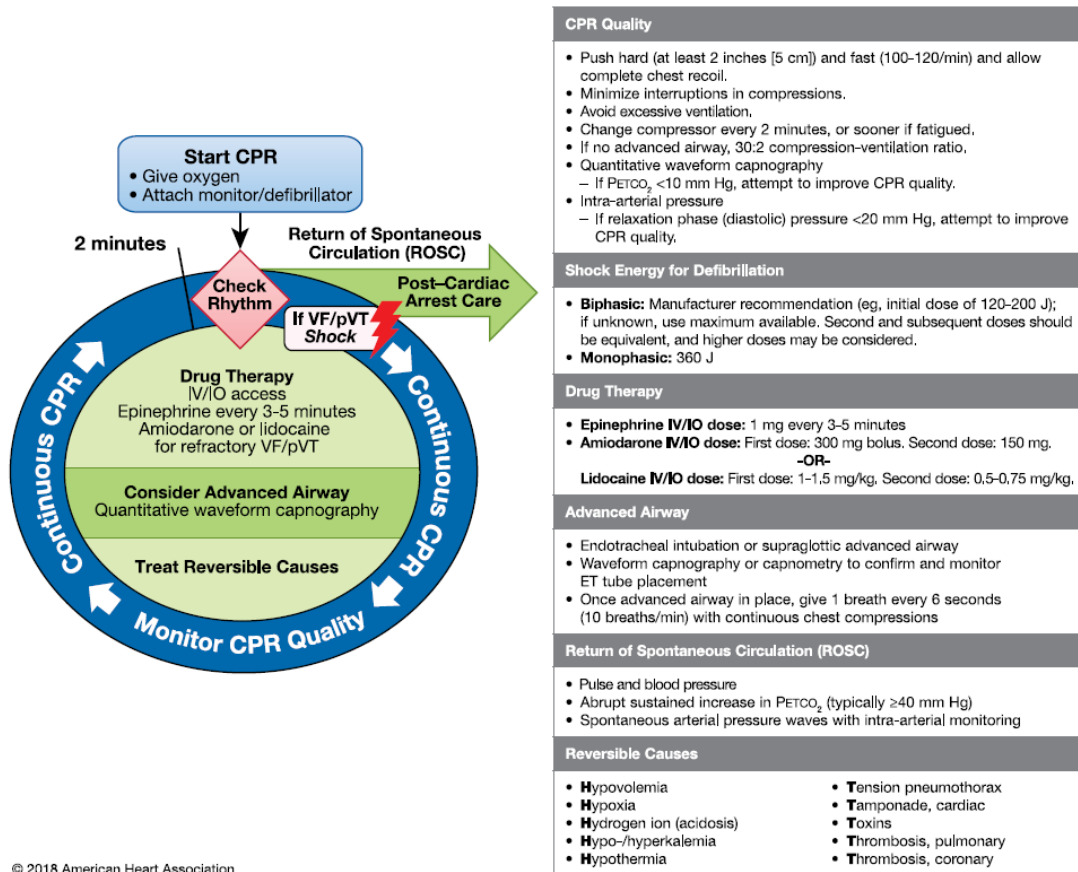 Start CPR
• Give oxygen
• Attach monitor/defibrillator
2 minutes
Return of Spontaneous
Circulation (ROSC)
Check
Rhythm
Post–Cardiac
Arrest Care
If VF/pVT
Shock
Drug Therapy
IV/IO access
Epinephrine every 3-5 minutes
Amiodarone or lidocaine
for refractory VF/pVT
Consider Advanced Airway
Quantitative waveform capnography
Treat Reversible Causes
Continuous CPR
Continuous CPR
Monitor CPR Quality
© 2018 American Heart Association
CPR Quality
• Push hard (at least 2 inches [5 cm]) and fast (100-120/min) and allow
complete chest recoil.
• Minimize interruptions in compressions.
• Avoid excessive ventilation.
• Change compressor every 2 minutes, or sooner if fatigued.
• If no advanced airway, 30:2 compression-ventilation ratio.
• Quantitative waveform capnography
– If PETCO₂ <10 mm Hg, attempt to improve CPR quality.
• Intra-arterial pressure
– If relaxation phase (diastolic) pressure <20 mm Hg, attempt to improve
CPR quality.
Shock Energy for Defibrillation
• Biphasic: Manufacturer recommendation (eg, initial dose of 120-200 J);
if unknown, use maximum available. Second and subsequent doses should
be equivalent, and higher doses may be considered.
• Monophasic: 360 J
Drug Therapy
• Epinephrine IV/IO dose: 1 mg every 3-5 minutes
• Amiodarone IV/IO dose: First dose: 300 mg bolus. Second dose: 150 mg.
-OR-
Lidocaine IV/IO dose: First dose: 1-1.5 mg/kg. Second dose: 0.5-0.75 mg/kg.
Advanced Airway
• Endotracheal intubation or supraglottic advanced airway
• Waveform capnography or capnometry to confirm and monitor
ET tube placement
• Once advanced airway in place, give 1 breath every 6 seconds
(10 breaths/min) with continuous chest compressions
Return of Spontaneous Circulation (ROSC)
• Pulse and blood pressure
• Abrupt sustained increase in PETCO₂ (typically ≥40 mm Hg)
• Spontaneous arterial pressure waves with intra-arterial monitoring
Reversible Causes
• Hypovolemia
• Hypoxia
• Hydrogen ion (acidosis)
• Hypo-/hyperkalemia
• Hypothermia
• Tension pneumothorax
• Tamponade, cardiac
• Toxins
• Thrombosis, pulmonary
• Thrombosis, coronary